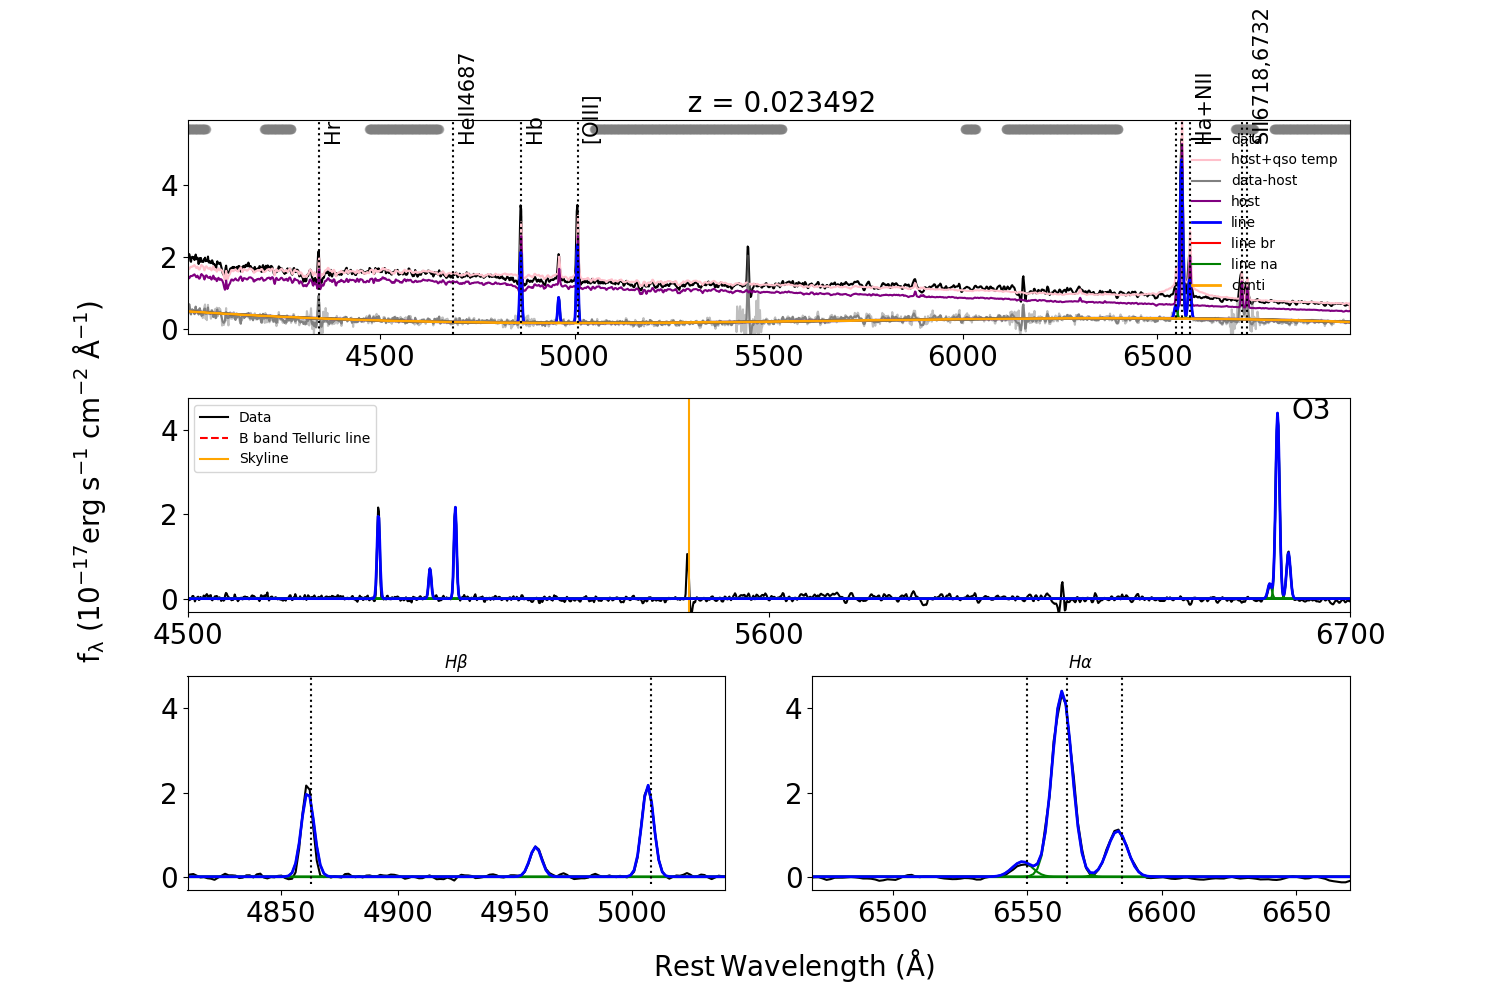 z = 0.023492
Hr
HeII4687
Hb
[OIII]
Ha+NII
SII6718,6732
data
host+qso temp
data-host
host
line
line br
line na
conti
4
2
0
4500
5000
5500
6000
6500
Data
B band Telluric line
Skyline
O3
4
2
0
4500
5600
6700
fλ (10⁻¹⁷erg s⁻¹ cm⁻² Å⁻¹)
Hβ
4
2
0
4850
4900
4950
5000
Hα
4
2
0
6500
6550
6600
6650
Rest Wavelength (Å)